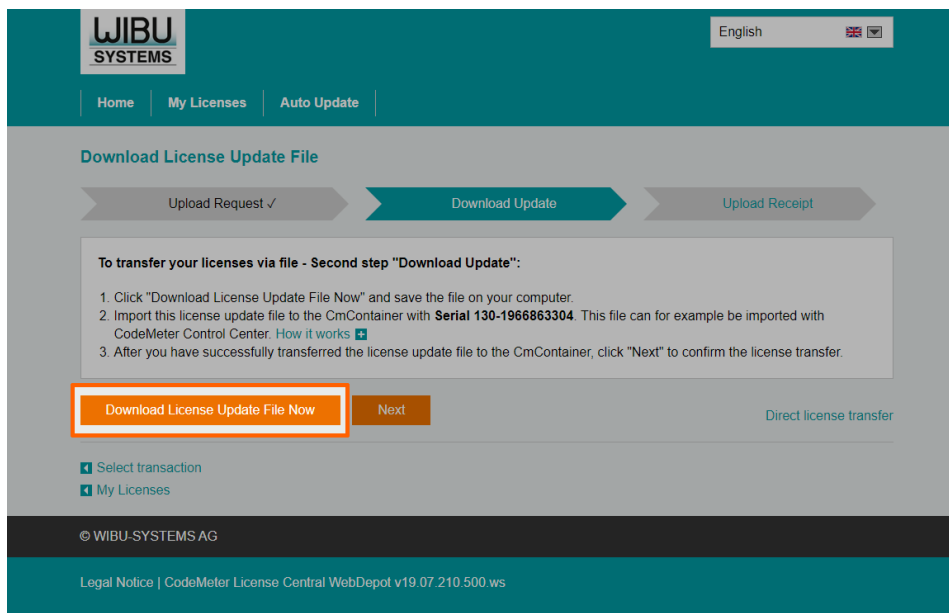 WIBU
SYSTEMS
English
Home
My Licenses
Auto Update
Download License Update File
Upload Request ✓
Download Update
Upload Receipt
To transfer your licenses via file - Second step "Download Update":
1. Click "Download License Update File Now" and save the file on your computer.
2. Import this license update file to the CmContainer with Serial 130-1966863304. This file can for example be imported with
CodeMeter Control Center. How it works
3. After you have successfully transferred the license update file to the CmContainer, click "Next" to confirm the license transfer.
Download License Update File Now
Next
Direct license transfer
Select transaction
My Licenses
© WIBU-SYSTEMS AG
Legal Notice | CodeMeter License Central WebDepot v19.07.210.500.ws